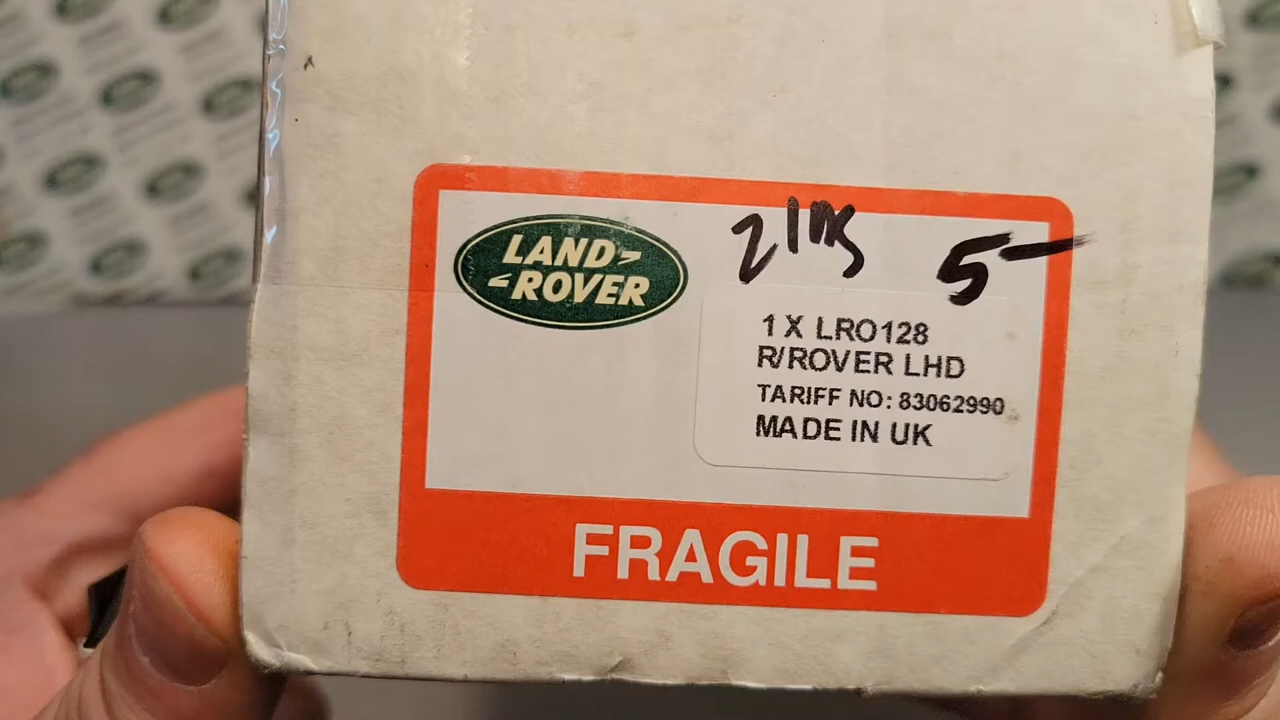 LAND
ROVER
5-
1 X LRO128
R/ROVER LHD
TARIFF NO: 83062990
MADE IN UK
FRAGILE